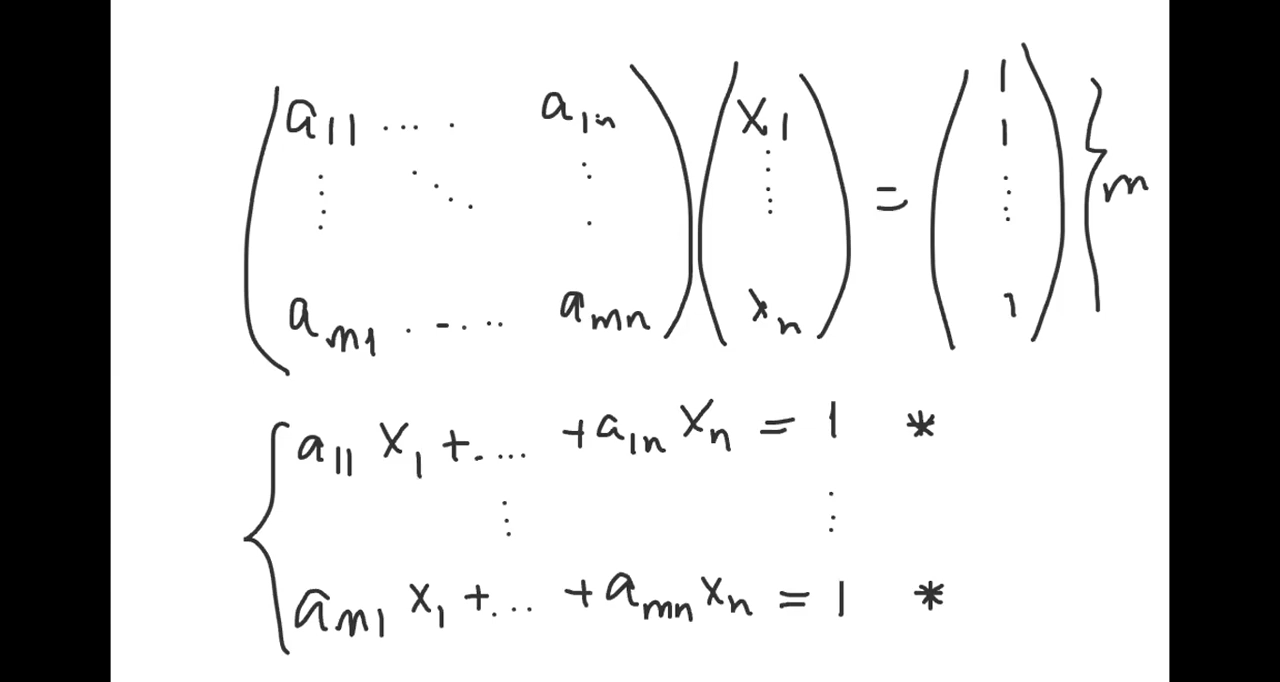 ( a₁₁ ... . a₁ₙ ) ( x₁ ) = ( 1 )
( ⋮ ⋱ ⋮ ) ( ⋮ ) ( 1 ) } m
( ⋮ )
( aₘ₁ . - . .. aₘₙ ) ( xₙ ) ( 1 )
{ a₁₁ x₁ + .... + a₁ₙ xₙ = 1 *
⋮ ⋮
aₘ₁ x₁ + ... + aₘₙ xₙ = 1 *